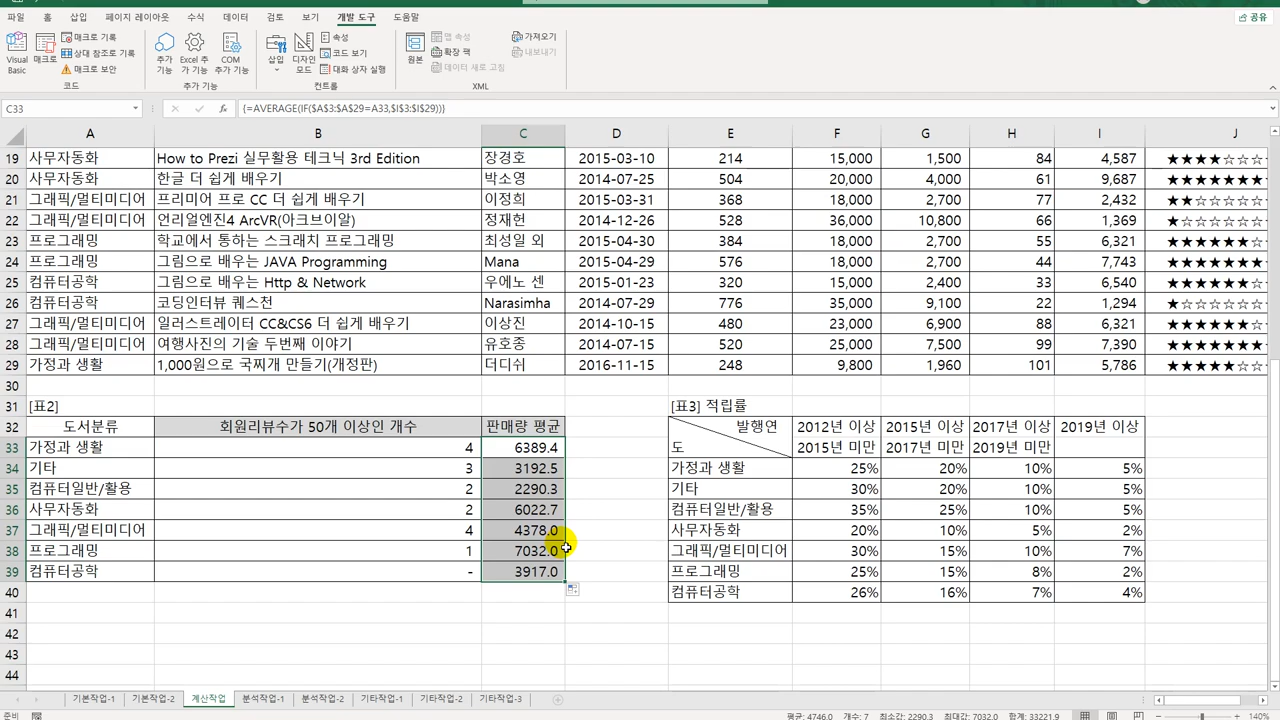 파일 홈 삽입 페이지 레이아웃 수식 데이터 검토 보기 개발 도구 도움말 공유
Visual Basic 매크로 매크로 기록 상대 참조로 기록 매크로 보안 코드
추가 기능 Excel 추가 기능 COM 추가 기능 추가 기능
삽입 디자인 모드 속성 코드 보기 대화 상자 실행 컨트롤
원본 맵 속성 확장 팩 데이터 새로 고침 가져오기 내보내기 XML
C33 fx {=AVERAGE(IF($A$3:$A$29=A33,$I$3:$I$29))}
A B C D E F G H I J
19 사무자동화 How to Prezi 실무활용 테크닉 3rd Edition 장경호 2015-03-10 214 15,000 1,500 84 4,587 ★★★★☆☆☆
20 사무자동화 한글 더 쉽게 배우기 박소영 2014-07-25 504 20,000 4,000 61 9,687 ★★★★★★★
21 그래픽/멀티미디어 프리미어 프로 CC 더 쉽게 배우기 이정희 2015-03-31 368 18,000 2,700 77 2,432 ★★☆☆☆☆☆
22 그래픽/멀티미디어 언리얼엔진4 ArcVR(아크브이알) 정재헌 2014-12-26 528 36,000 10,800 66 1,369 ★☆☆☆☆☆☆
23 프로그래밍 학교에서 통하는 스크래치 프로그래밍 최성일 외 2015-04-30 384 18,000 2,700 55 6,321 ★★★★★★☆
24 프로그래밍 그림으로 배우는 JAVA Programming Mana 2015-04-29 576 18,000 2,700 44 7,743 ★★★★★★★
25 컴퓨터공학 그림으로 배우는 Http & Network 우에노 센 2015-01-23 320 15,000 2,400 33 6,540 ★★★★★★☆
26 컴퓨터공학 코딩인터뷰 퀘스천 Narasimha 2014-07-29 776 35,000 9,100 22 1,294 ★☆☆☆☆☆☆
27 그래픽/멀티미디어 일러스트레이터 CC&CS6 더 쉽게 배우기 이상진 2014-10-15 480 23,000 6,900 88 6,321 ★★★★★★☆
28 그래픽/멀티미디어 여행사진의 기술 두번째 이야기 유호종 2014-07-15 520 25,000 7,500 99 7,390 ★★★★★★★
29 가정과 생활 1,000원으로 국찌개 만들기(개정판) 더디쉬 2016-11-15 248 9,800 1,960 101 5,786 ★★★★★☆☆
30
31 [표2] [표3] 적립률
32 도서분류 회원리뷰수가 50개 이상인 개수 판매량 평균 발행연 2012년 이상 2015년 이상 2017년 이상 2019년 이상
33 가정과 생활 4 6389.4 도 2015년 미만 2017년 미만 2019년 미만
34 기타 3 3192.5 가정과 생활 25% 20% 10% 5%
35 컴퓨터일반/활용 2 2290.3 기타 30% 20% 10% 5%
36 사무자동화 2 6022.7 컴퓨터일반/활용 35% 25% 10% 5%
37 그래픽/멀티미디어 4 4378.0 사무자동화 20% 10% 5% 2%
38 프로그래밍 1 7032.0 그래픽/멀티미디어 30% 15% 10% 7%
39 컴퓨터공학 - 3917.0 프로그래밍 25% 15% 8% 2%
40 컴퓨터공학 26% 16% 7% 4%
41
42
43
44
기본작업-1 기본작업-2 계산작업 분석작업-1 분석작업-2 기타작업-1 기타작업-2 기타작업-3
준비 평균: 4746.0 개수: 7 최소값: 2290.3 최대값: 7032.0 합계: 33221.9 140%